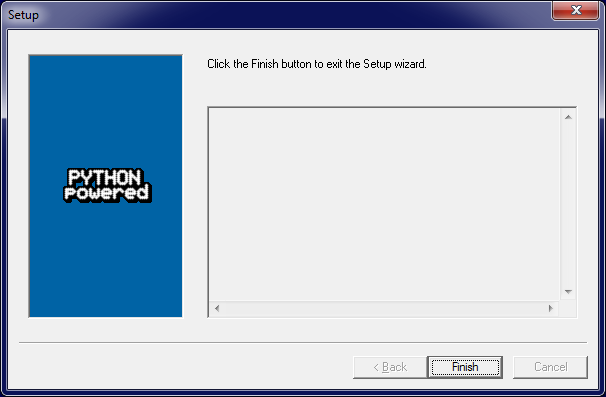 Setup
Click the Finish button to exit the Setup wizard.
PYTHON
powered
< Back
Finish
Cancel